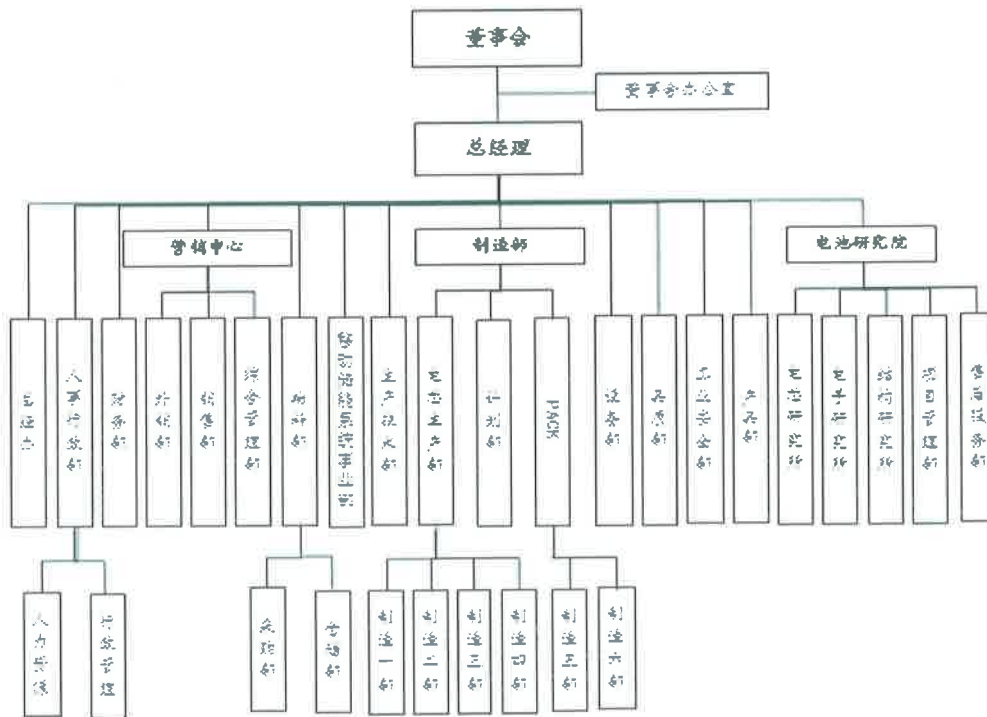 董事会
董事会办公室
总经理
营销中心
制造部
电池研究院
总经办
人事行政部
财务部
外销部
销售部
综合管理部
物料部
移动储能系统事业部
生产技术部
电芯生产部
计划部
PACK
设备部
品质部
工业安全部
产品部
电芯研究所
电子研究所
结构研究所
项目管理部
售后服务部
人力资源
行政管理
采购部
仓储部
制造一部
制造二部
制造三部
制造四部
制造五部
制造六部